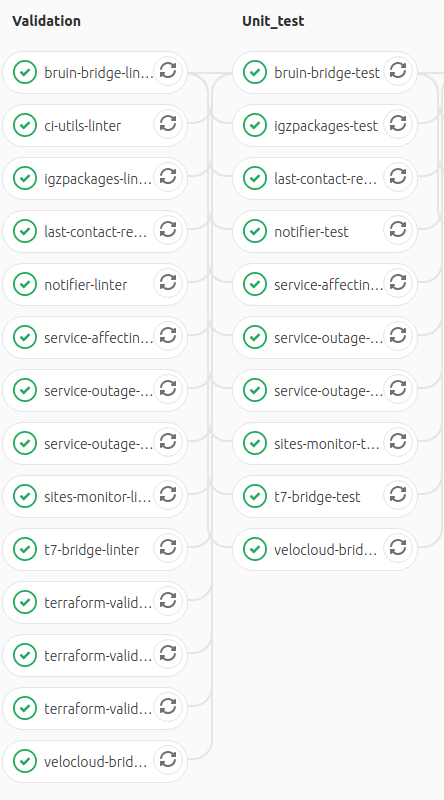 Validation
bruin-bridge-lin...
ci-utils-linter
igzpackages-lin...
last-contact-re...
notifier-linter
service-affectin...
service-outage-...
service-outage-...
sites-monitor-li...
t7-bridge-linter
terraform-valid...
terraform-valid...
terraform-valid...
velocloud-brid...
Unit_test
bruin-bridge-test
igzpackages-test
last-contact-re...
notifier-test
service-affectin...
service-outage-...
service-outage-...
sites-monitor-t...
t7-bridge-test
velocloud-brid...